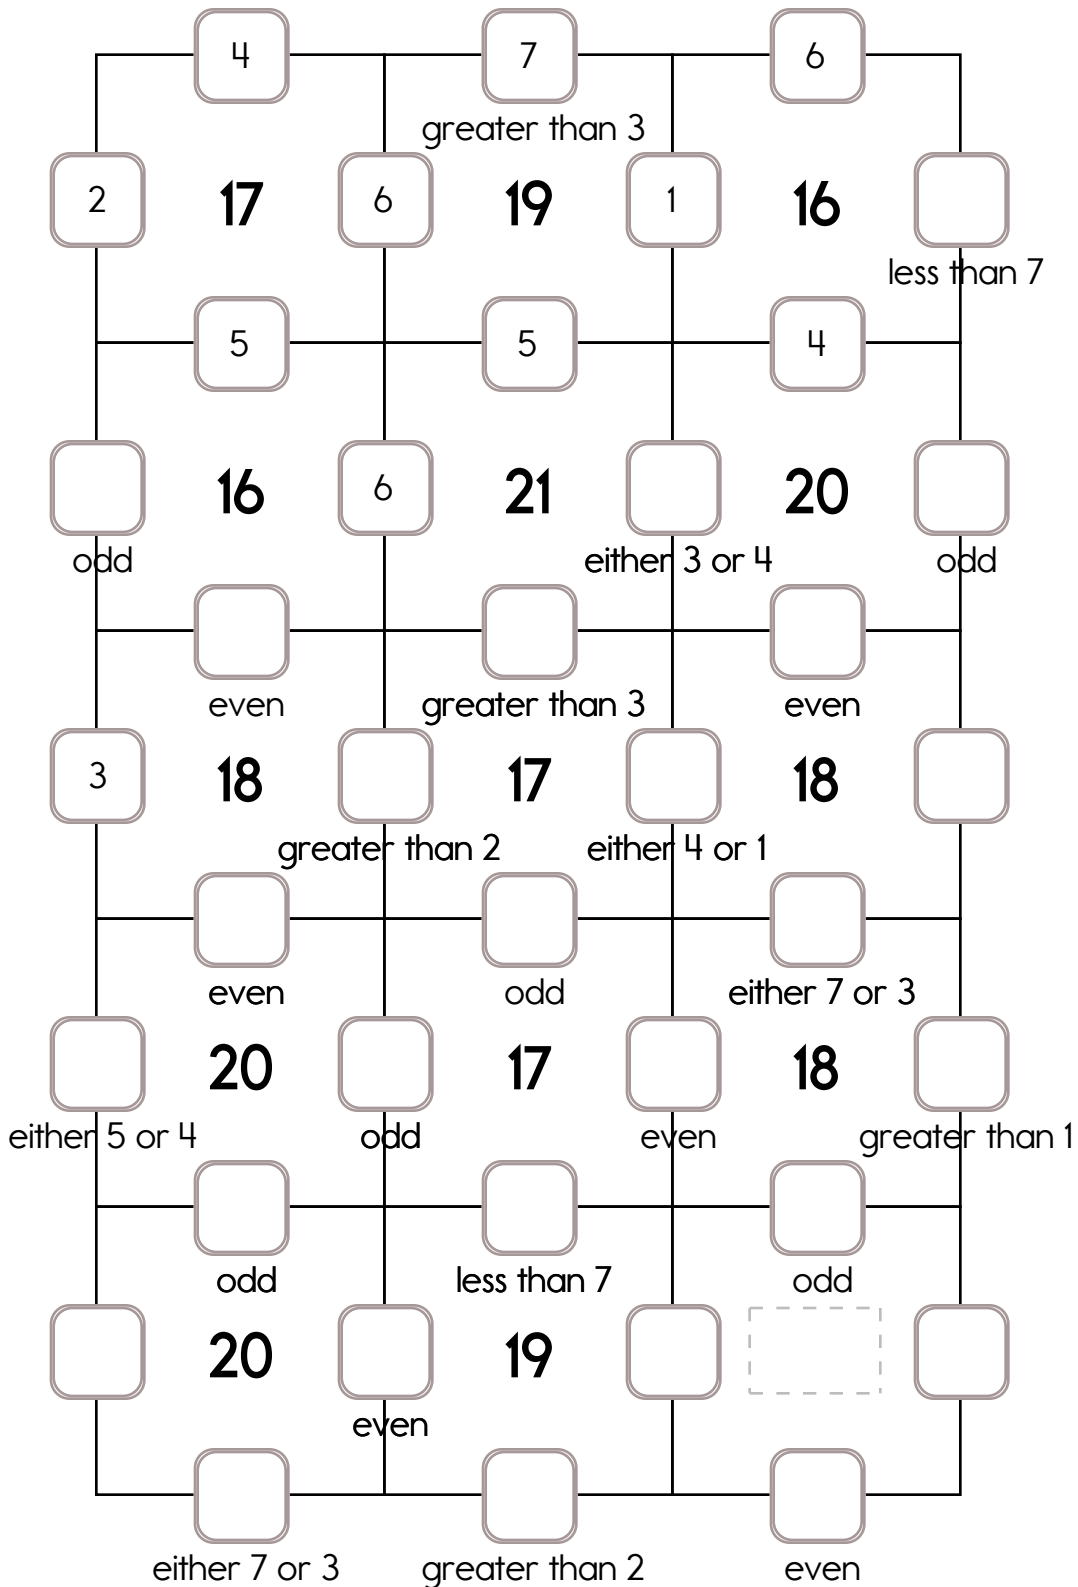 4 7 6
greater than 3
2 17 6 19 1 16
less than 7
5 5 4
16 6 21 20
odd either 3 or 4 odd
even greater than 3 even
3 18 17 18
greater than 2 either 4 or 1
even odd either 7 or 3
20 17 18
either 5 or 4 odd even greater than 1
odd less than 7 odd
20 19
even
either 7 or 3 greater than 2 even